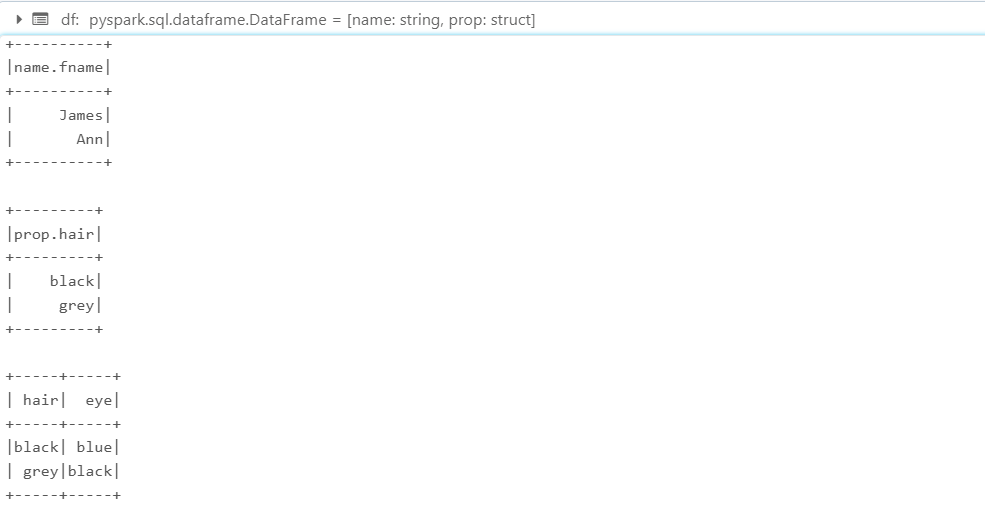 df: pyspark.sql.dataframe.DataFrame = [name: string, prop: struct]
+----------+
|name.fname|
+----------+
|     James|
|       Ann|
+----------+
+---------+
|prop.hair|
+---------+
|    black|
|     grey|
+---------+
+-----+-----+
| hair|  eye|
+-----+-----+
|black| blue|
| grey|black|
+-----+-----+